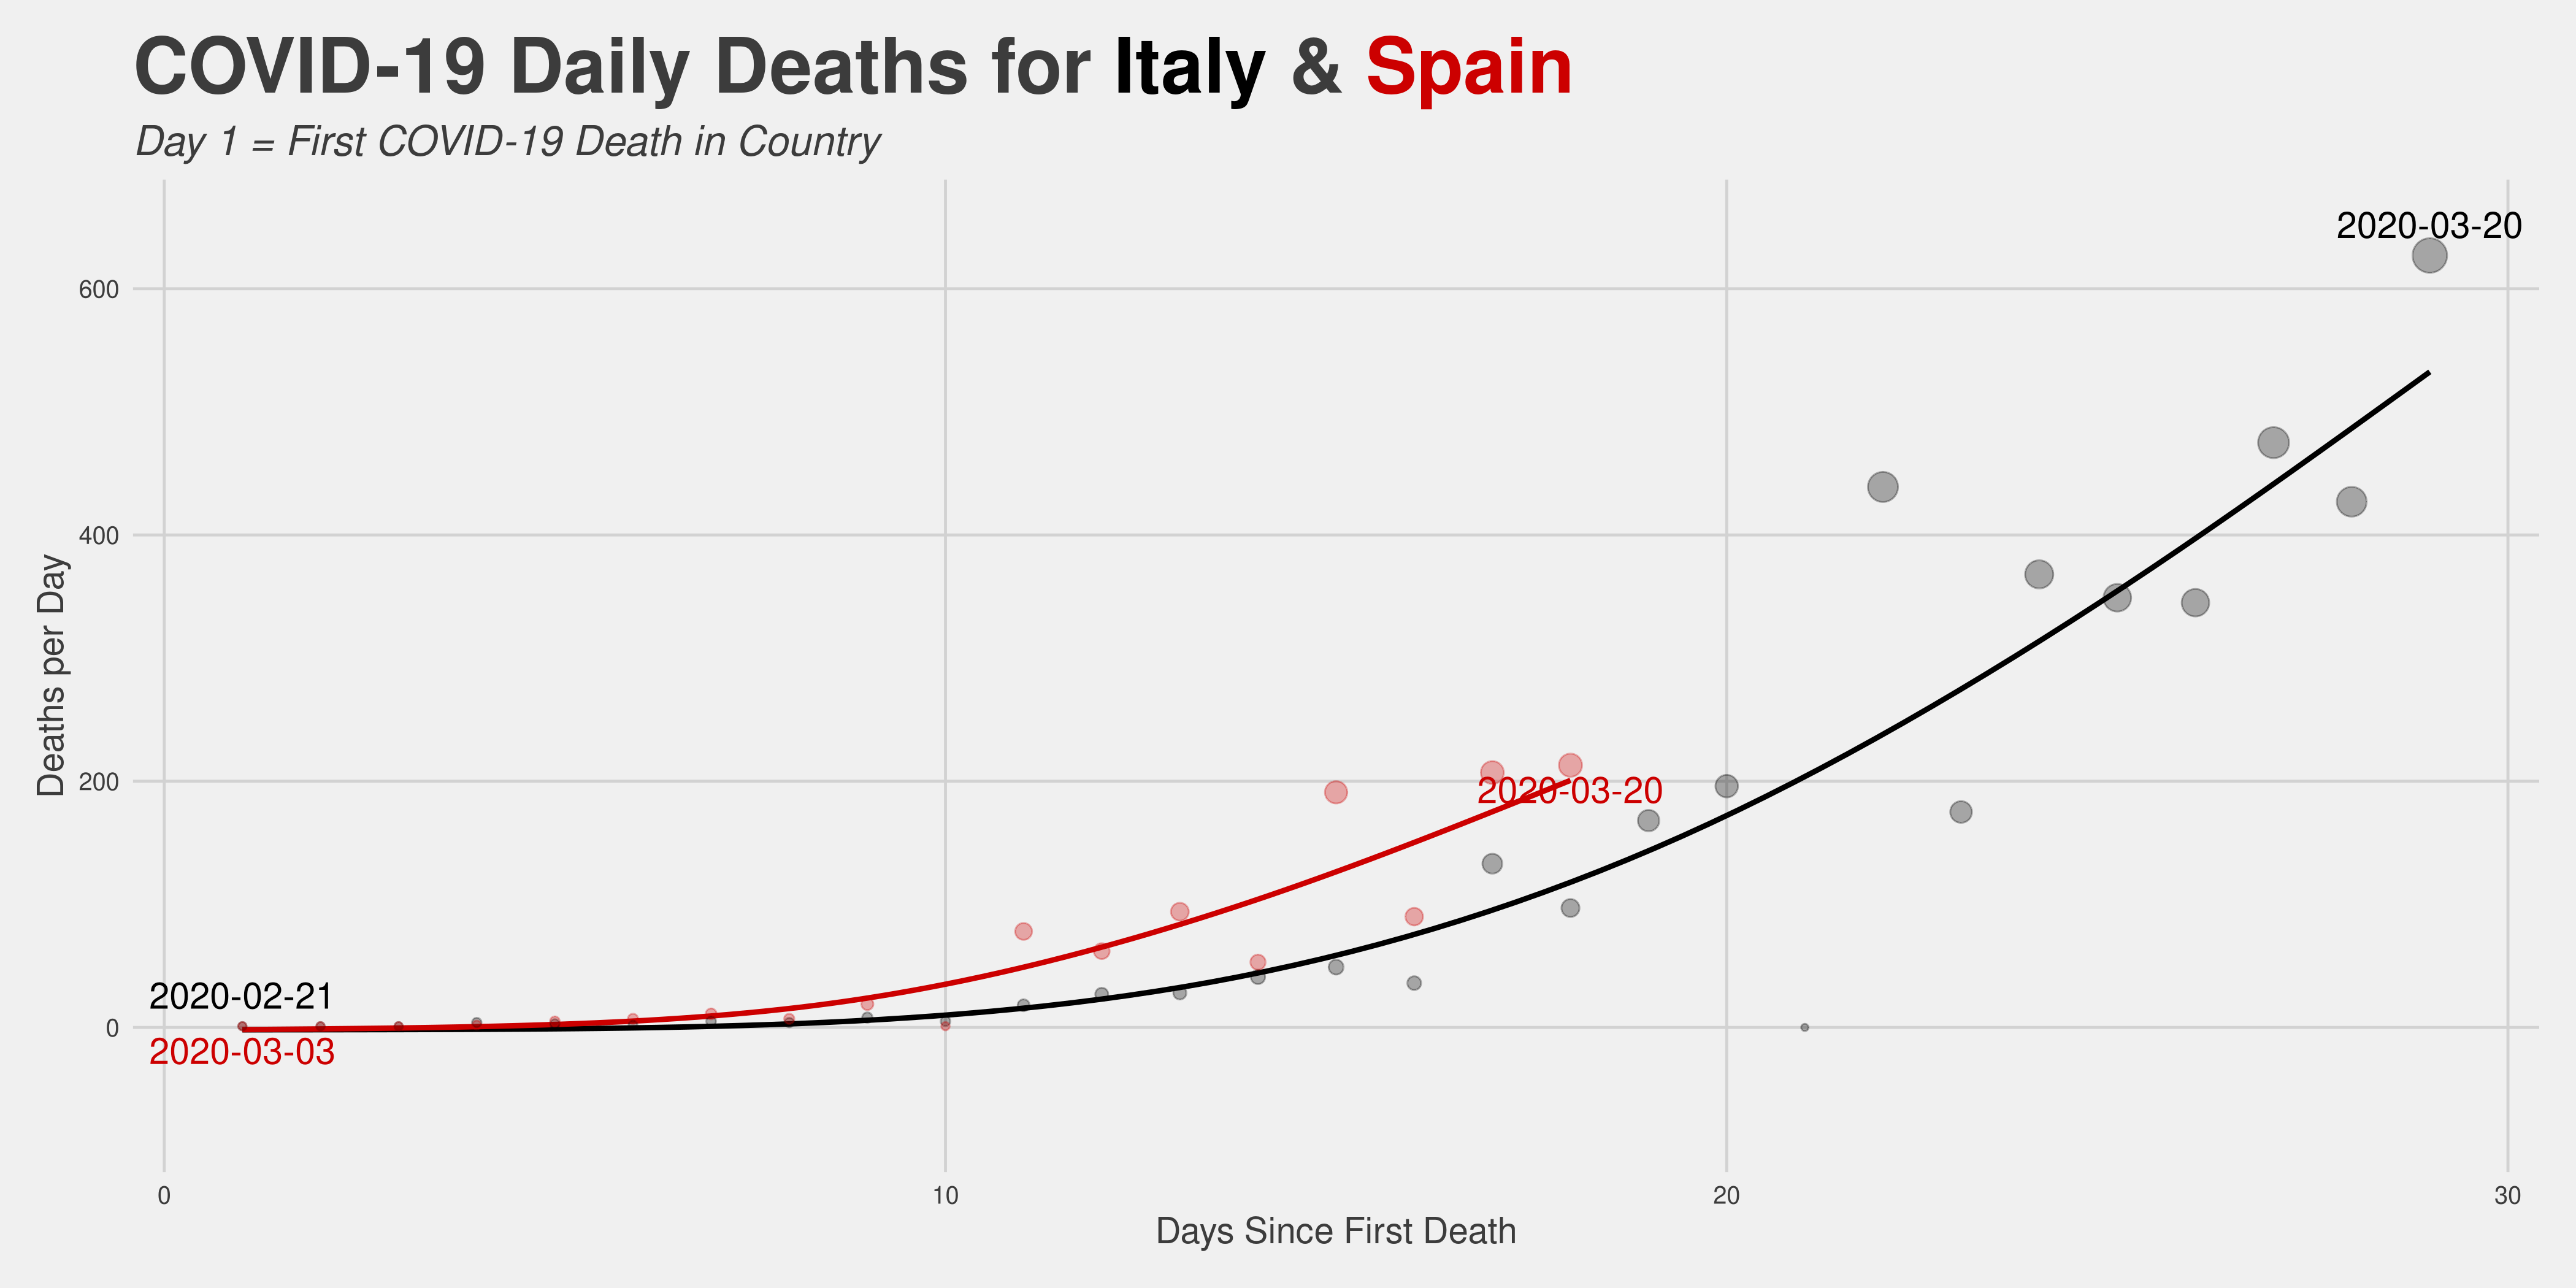 COVID-19 Daily Deaths for Italy & Spain
Day 1 = First COVID-19 Death in Country
2020-03-20
600
400
Deaths per Day
200
2020-03-20
2020-02-21
0
2020-03-03
0 10 20 30
Days Since First Death